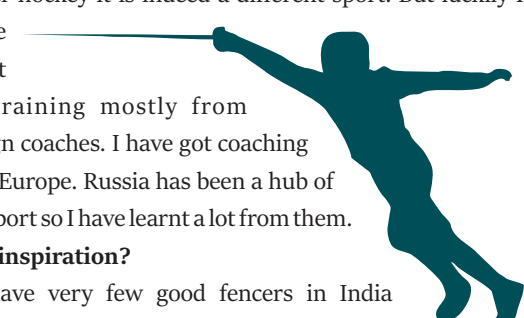 hockey it is indeed a different sport. But luckily I
raining mostly from
n coaches. I have got coaching
Europe. Russia has been a hub of
port so I have learnt a lot from them.
inspiration?
ave very few good fencers in India